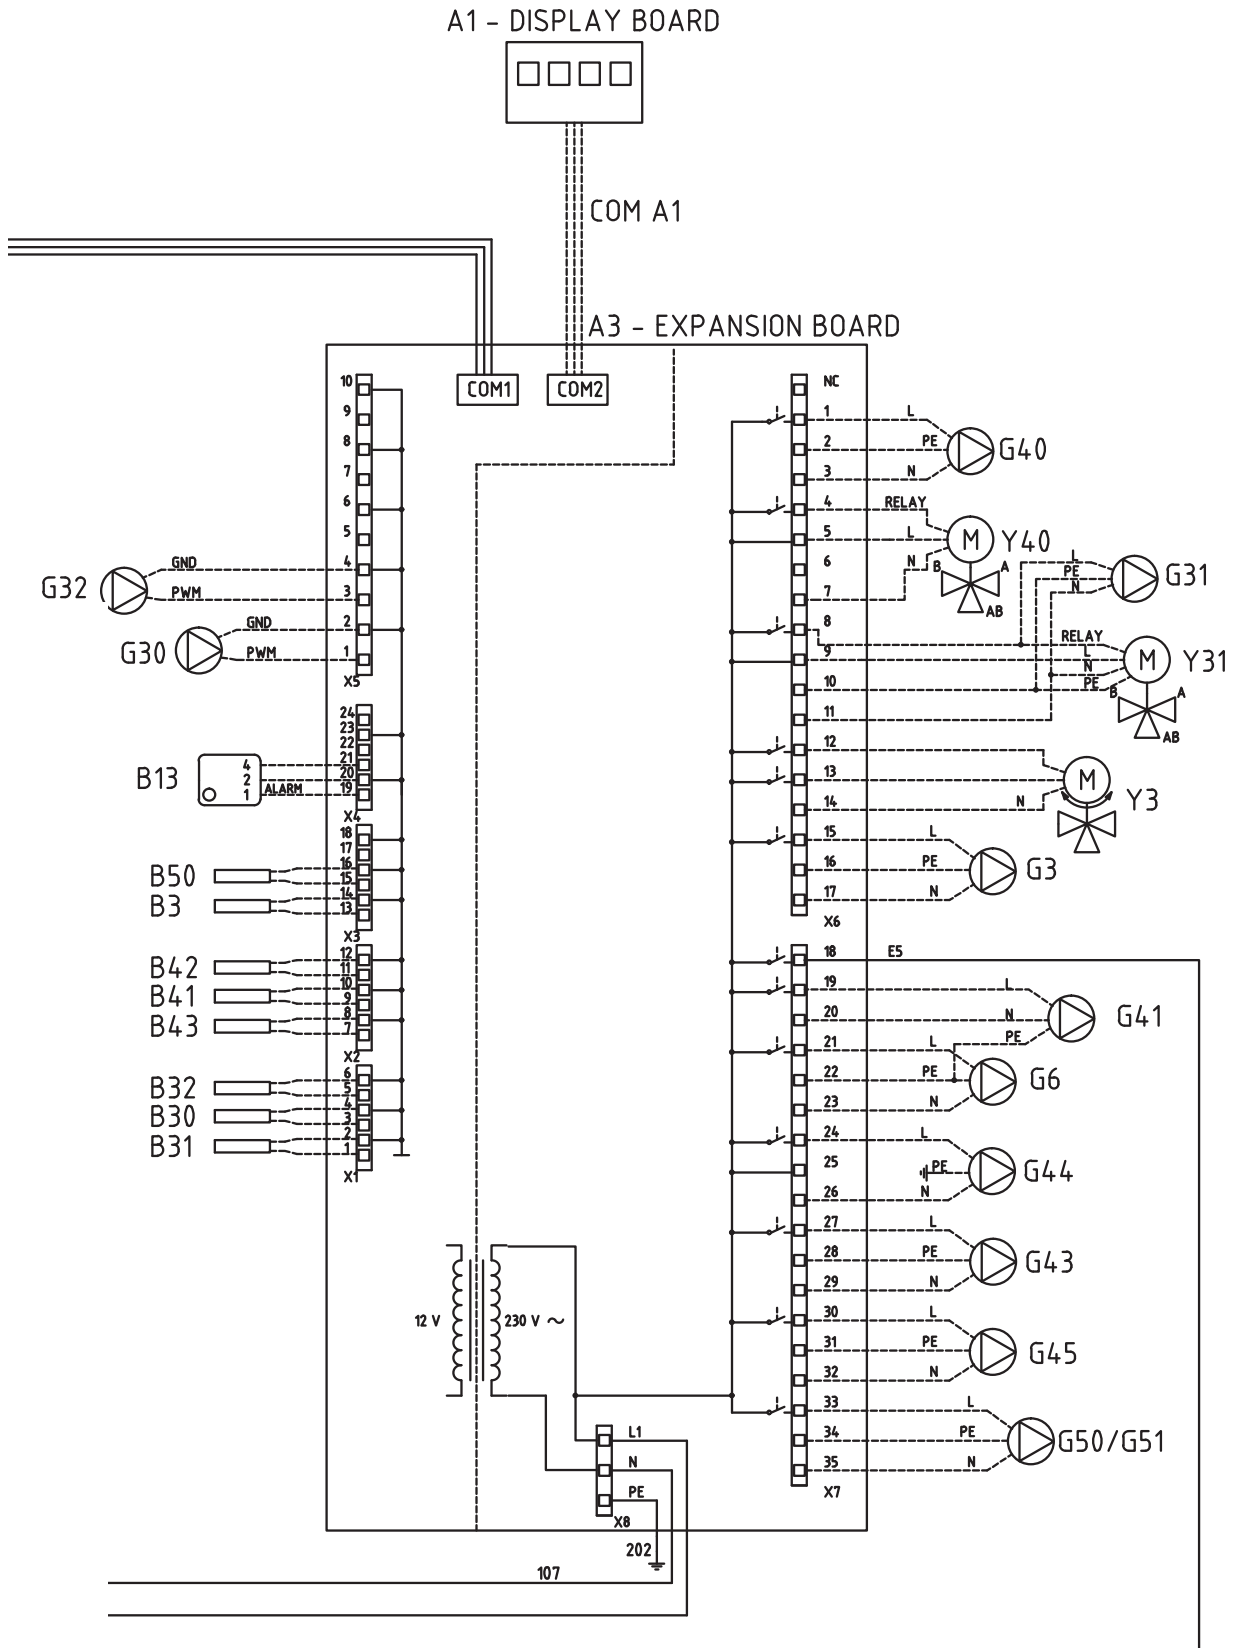 A1 - DISPLAY BOARD
COM A1
A3 - EXPANSION BOARD
COM1
COM2
10
9
8
7
6
5
4
3
2
1
X5
G32
GND
PWM
G30
GND
PWM
24
23
22
21
20
19
X4
B13
4
2
1
ALARM
18
17
16
15
14
13
X3
B50
B3
12
11
10
9
8
7
X2
B42
B41
B43
6
5
4
3
2
1
X1
B32
B30
B31
NC
1
2
3
4
5
6
7
8
9
10
11
12
13
14
15
16
17
X6
L
PE
N
G40
RELAY
L
N
M
B
A
AB
Y40
L
PE
N
G31
RELAY
L
N
PE
M
B
A
AB
Y31
N
M
Y3
L
PE
N
G3
18
19
20
21
22
23
24
25
26
27
28
29
30
31
32
33
34
35
X7
E5
L
N
PE
G41
L
PE
N
G6
L
PE
N
G44
L
PE
N
G43
L
PE
N
G45
L
PE
N
G50/G51
12 V
230 V ~
L1
N
PE
X8
202
107